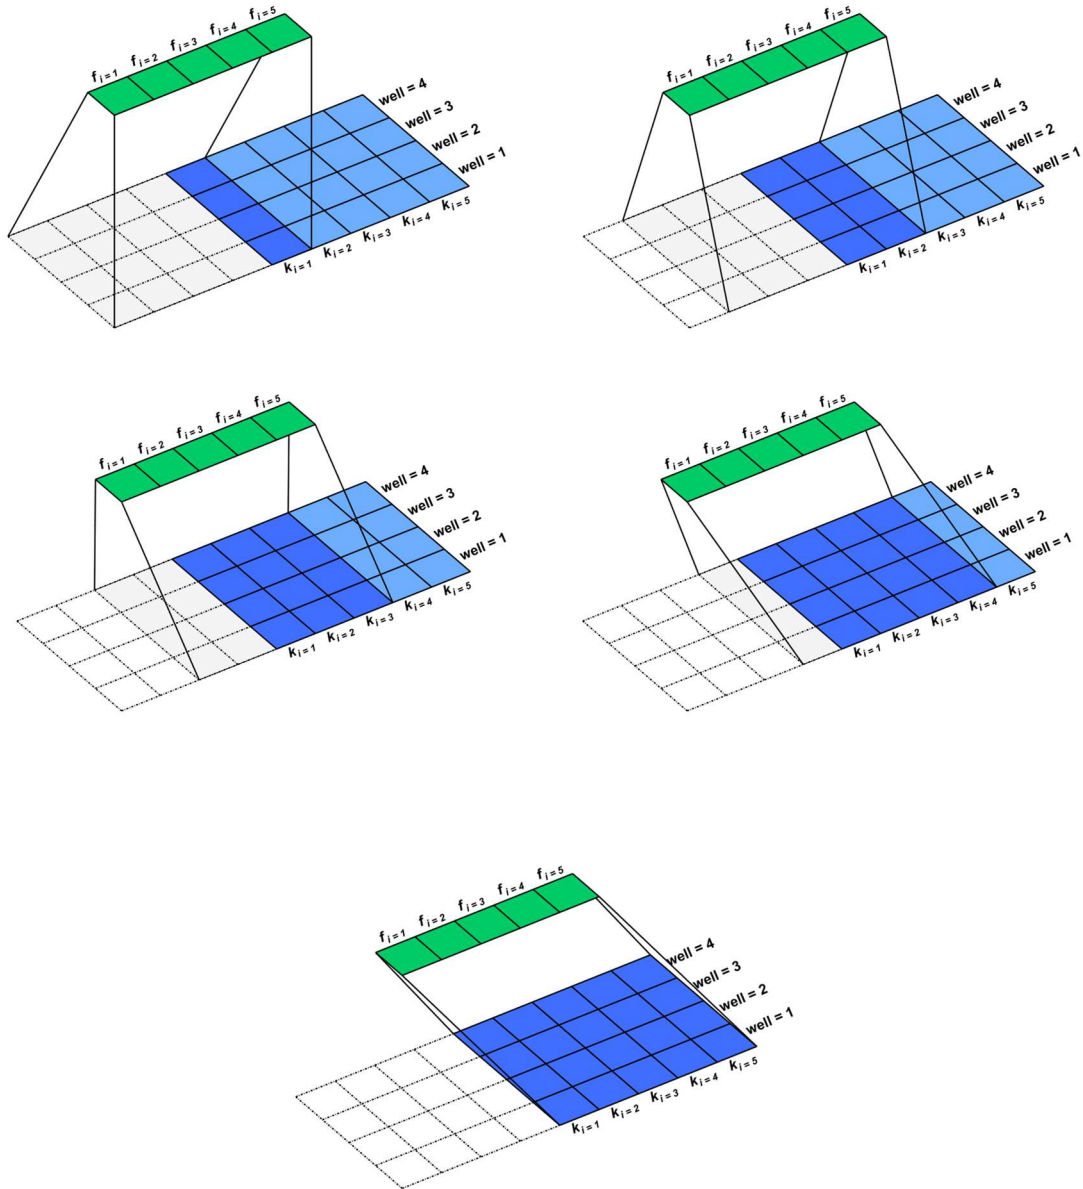 f i = 1
f i = 2
f i = 3
f i = 4
f i = 5
well = 4
well = 3
well = 2
well = 1
k i = 1
k i = 2
k i = 3
k i = 4
k i = 5
f i = 1
f i = 2
f i = 3
f i = 4
f i = 5
well = 4
well = 3
well = 2
well = 1
k i = 1
k i = 2
k i = 3
k i = 4
k i = 5
f i = 1
f i = 2
f i = 3
f i = 4
f i = 5
well = 4
well = 3
well = 2
well = 1
k i = 1
k i = 2
k i = 3
k i = 4
k i = 5
f i = 1
f i = 2
f i = 3
f i = 4
f i = 5
well = 4
well = 3
well = 2
well = 1
k i = 1
k i = 2
k i = 3
k i = 4
k i = 5
f i = 1
f i = 2
f i = 3
f i = 4
f i = 5
well = 4
well = 3
well = 2
well = 1
k i = 1
k i = 2
k i = 3
k i = 4
k i = 5